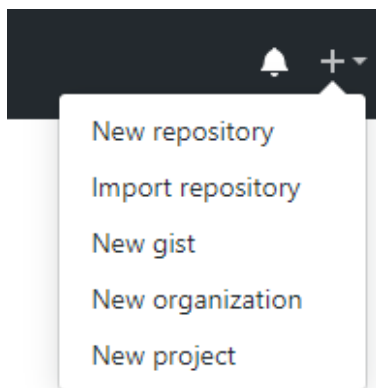 New repository
Import repository
New gist
New organization
New project